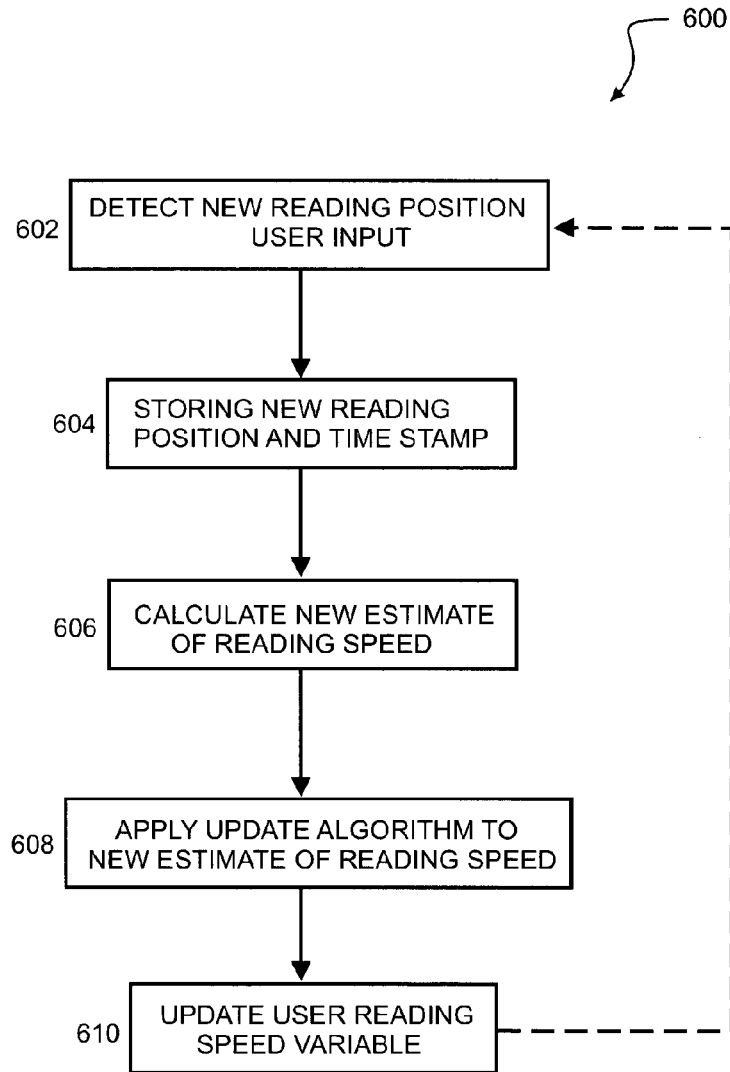 600
602
DETECT NEW READING POSITION
USER INPUT
604
STORING NEW READING
POSITION AND TIME STAMP
606
CALCULATE NEW ESTIMATE
OF READING SPEED
608
APPLY UPDATE ALGORITHM TO
NEW ESTIMATE OF READING SPEED
610
UPDATE USER READING
SPEED VARIABLE